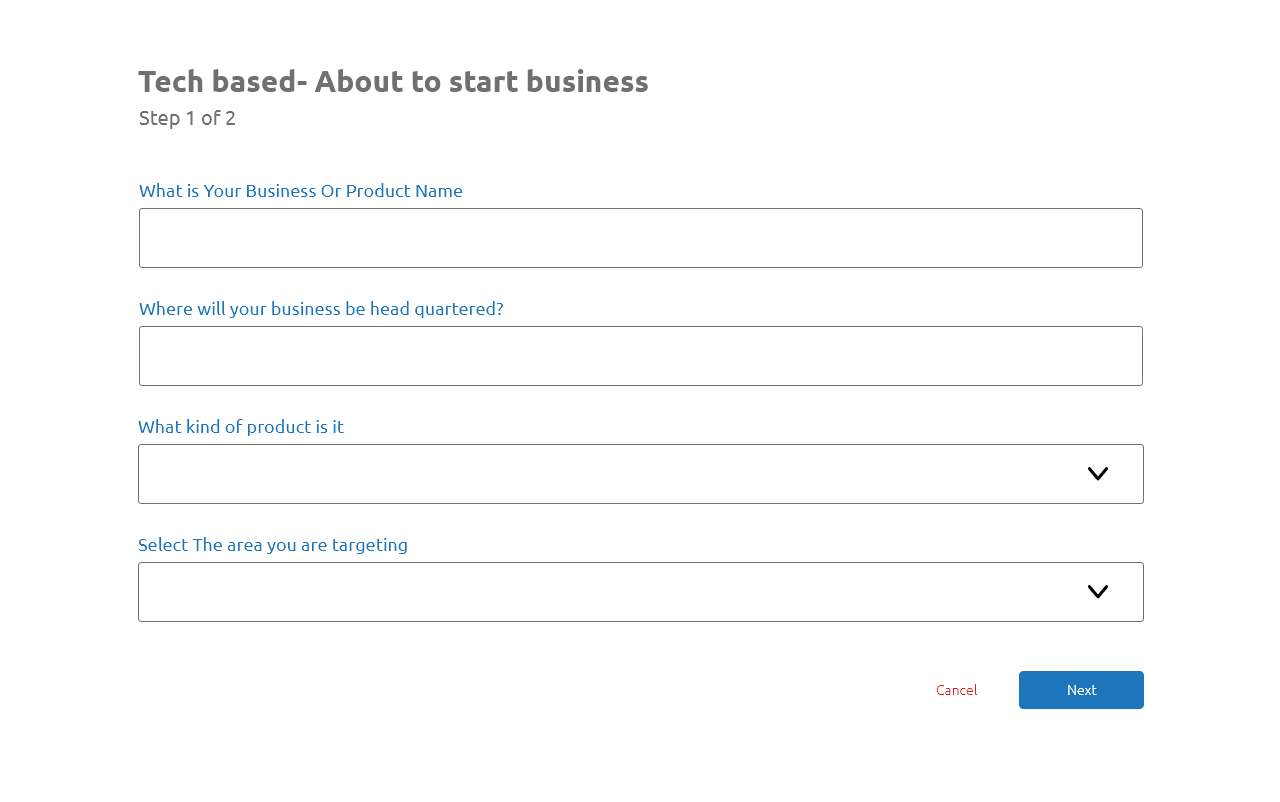 Tech based- About to start business
Step 1 of 2
What is Your Business Or Product Name
Where will your business be head quartered?
What kind of product is it
Select The area you are targeting
Cancel
Next